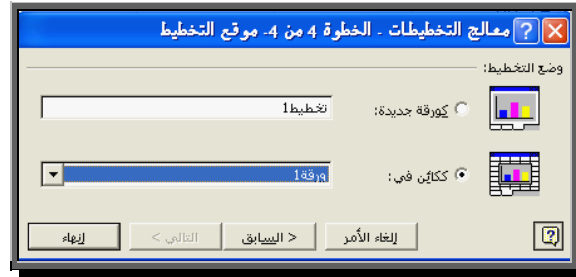 معالج التخطيطات - الخطوة 4 من 4- موقع التخطيط
وضع التخطيط:
كورقة جديدة: تخطيط1
ككائن في: ورقة1
إلغاء الأمر < السابق التالي > إنهاء